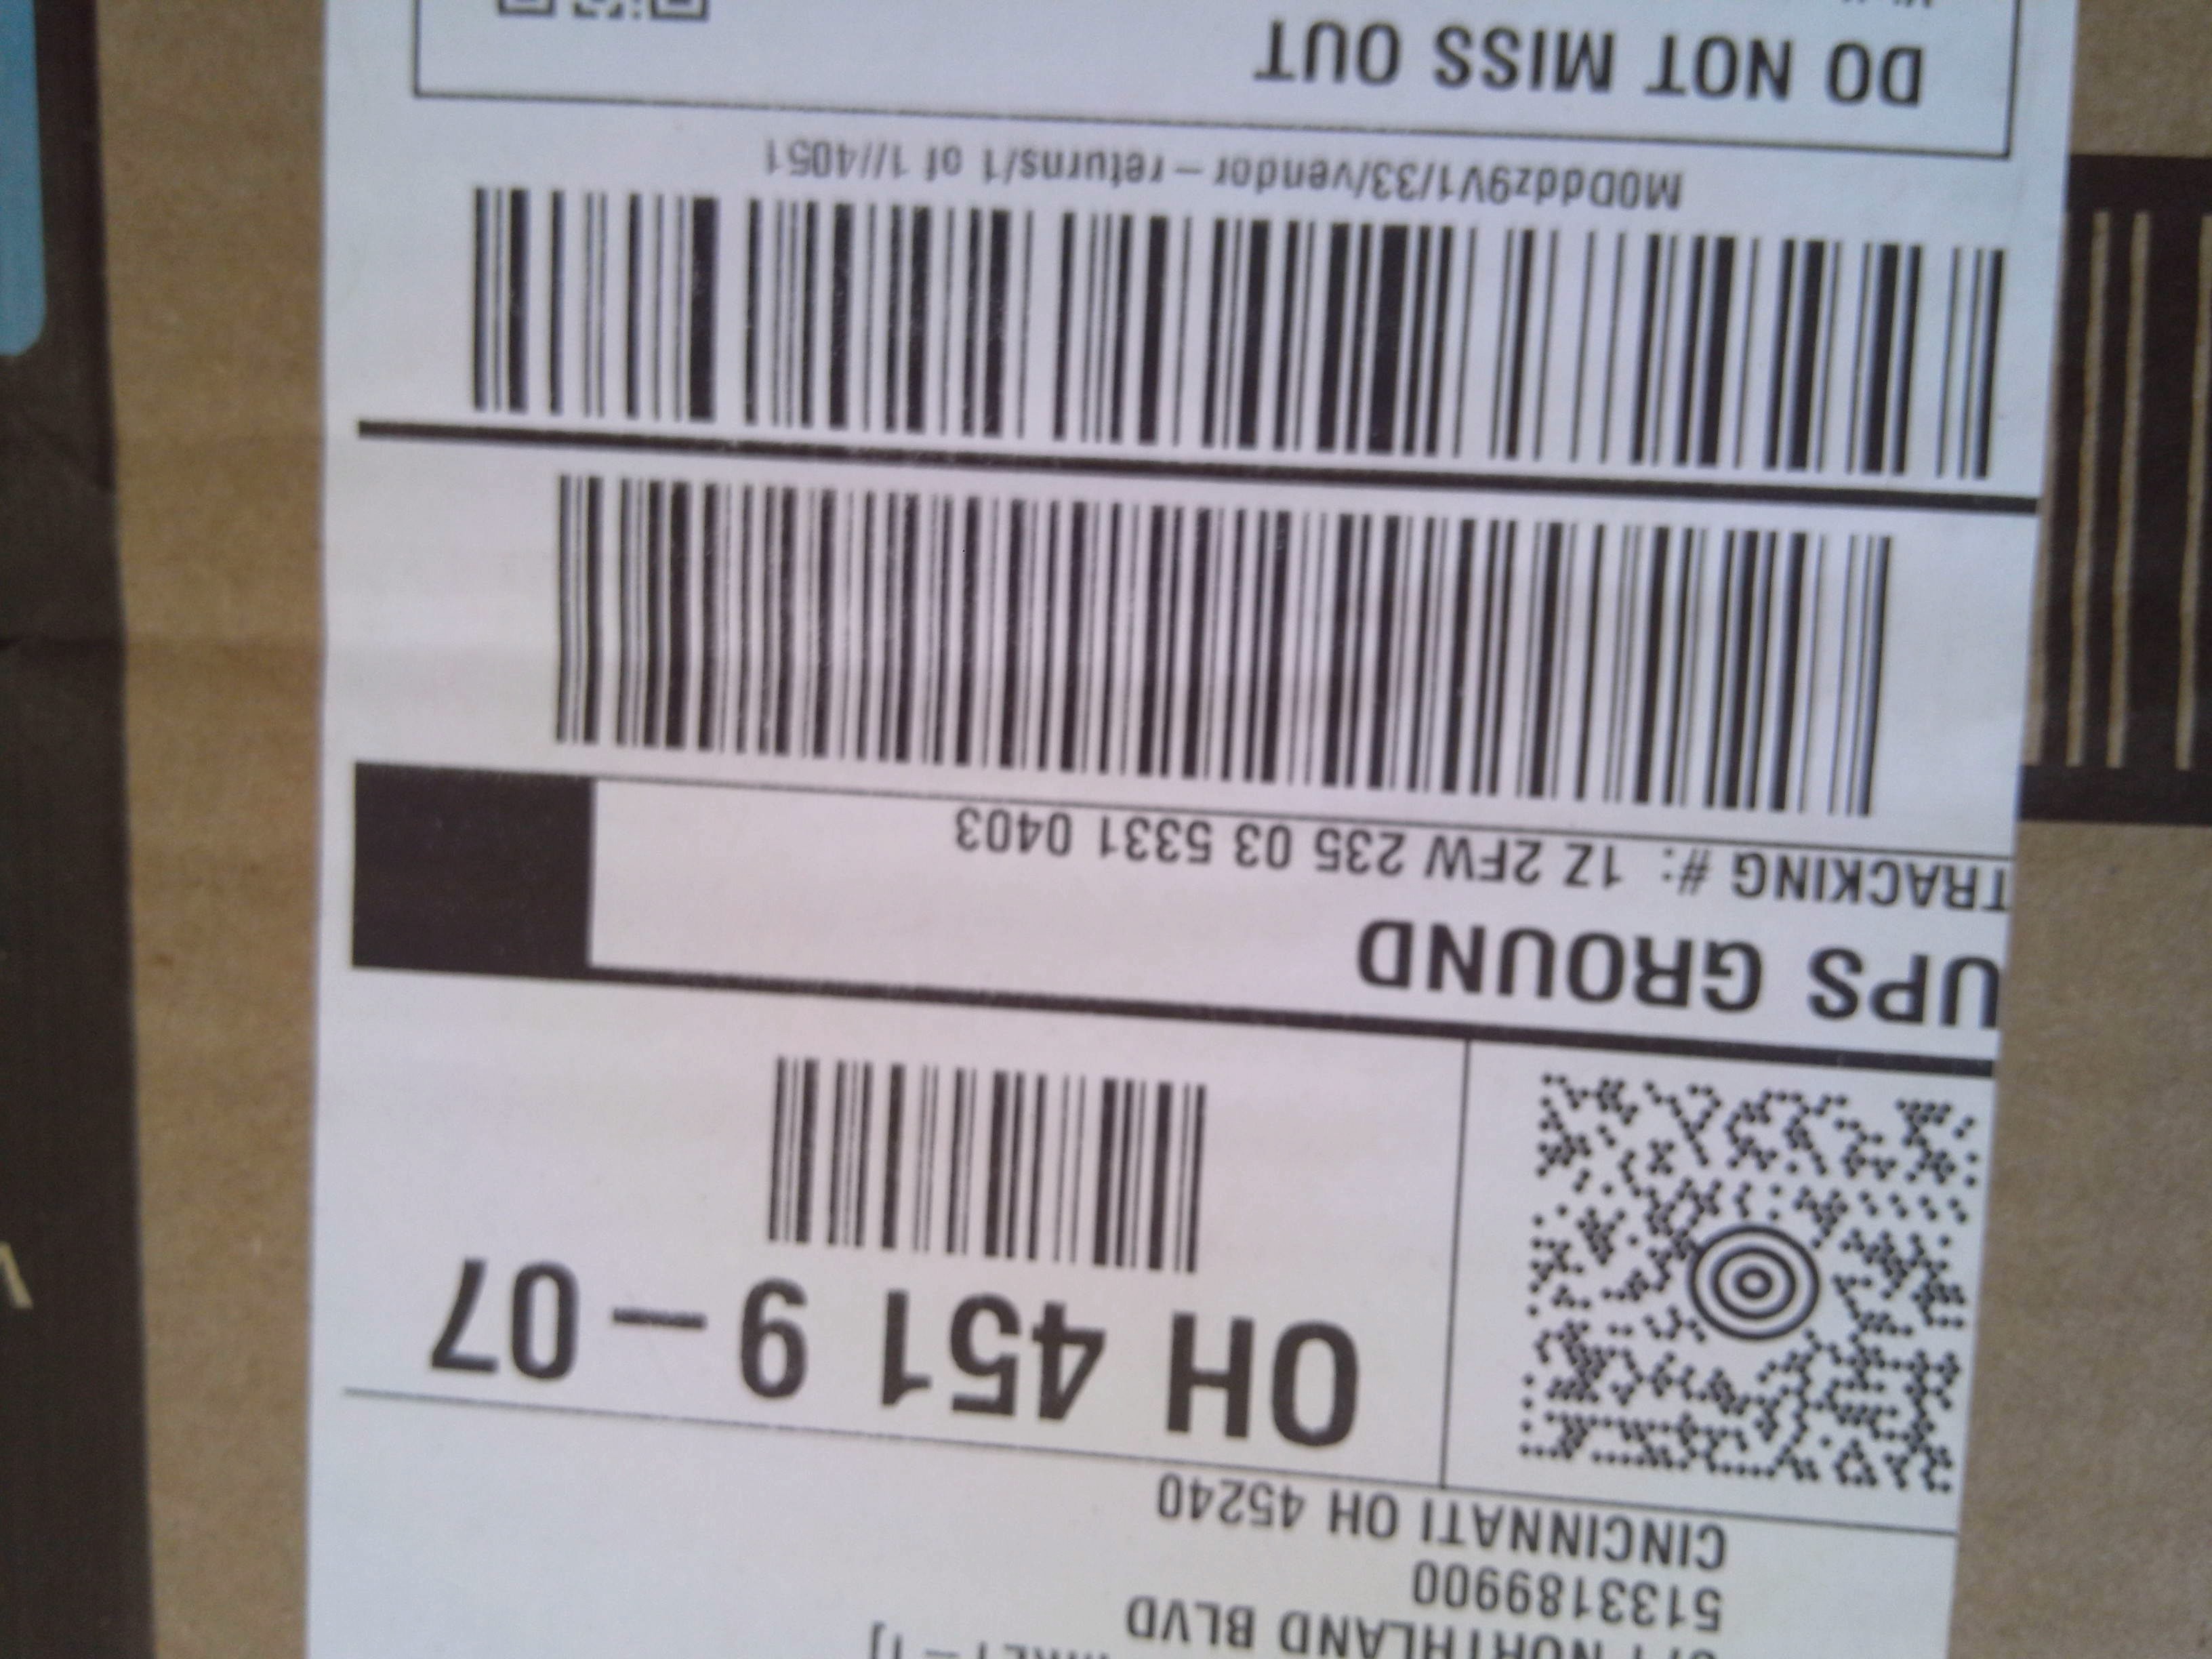 NORTHLAND BLVD
5133189900
CINCINNATI OH 45240
OH 451 9 – 07
UPS GROUND
TRACKING #: 1Z 2FW 235 03 5331 0403
M0Dddz9V1/33/vendor – returns/1 of 1//4051
DO NOT MISS OUT